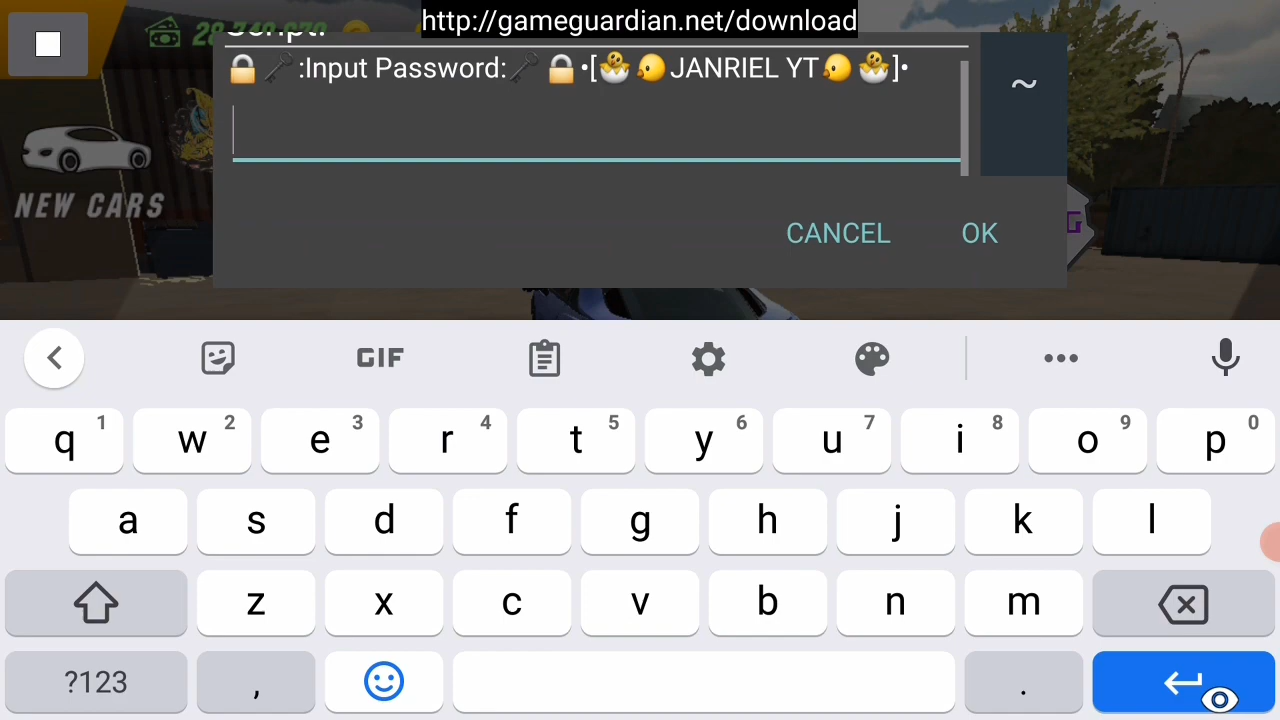 http://gameguardian.net/download
Script:
🔒🗝️:Input Password:🗝️🔒•[🐣🐤JANRIEL YT🐤🐣]•
~
NEW CARS
CANCEL OK
GIF
q 1 w 2 e 3 r 4 t 5 y 6 u 7 i 8 o 9 p 0
a s d f g h j k l
z x c v b n m
?123 , .